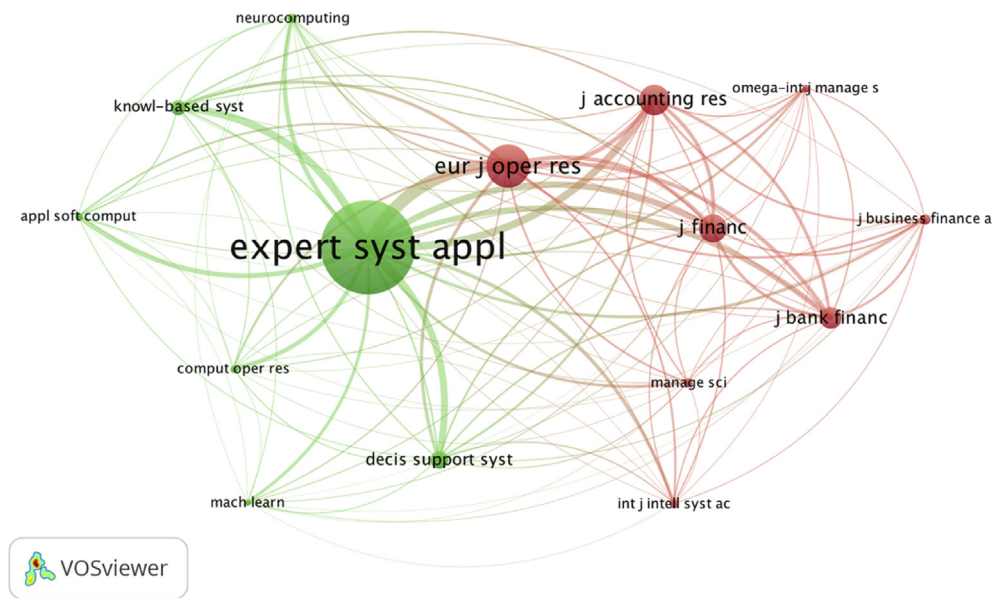 neurocomputing
omega-int j manage s
j accounting res
knowl-based syst
eur j oper res
appl soft comput
j business finance a
j financ
expert syst appl
j bank financ
comput oper res
manage sci
decis support syst
mach learn
int j intell syst ac
VOSviewer